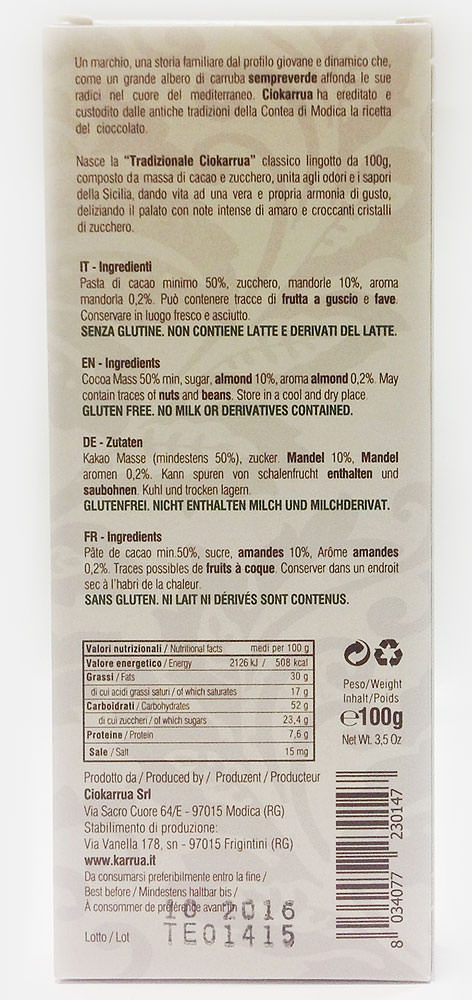 Un marchio, una storia familiare dal profilo giovane e dinamico che,
come un grande albero di carruba sempreverde affonda le sue
radici nel cuore del mediterraneo. Ciokarrua ha ereditato e
custodito dalle antiche tradizioni della Contea di Modica la ricetta
del cioccolato.
Nasce la “Tradizionale Ciokarrua” classico lingotto da 100g,
composto da massa di cacao e zucchero, unita agli odori e i sapori
della Sicilia, dando vita ad una vera e propria armonia di gusto,
deliziando il palato con note intense di amaro e croccanti cristalli
di zucchero.
IT - Ingredienti
Pasta di cacao minimo 50%, zucchero, mandorle 10%, aroma
mandorla 0,2%. Può contenere tracce di frutta a guscio e fave.
Conservare in luogo fresco e asciutto.
SENZA GLUTINE. NON CONTIENE LATTE E DERIVATI DEL LATTE.
EN - Ingredients
Cocoa Mass 50% min, sugar, almond 10%, aroma almond 0,2%. May
contain traces of nuts and beans. Store in a cool and dry place.
GLUTEN FREE. NO MILK OR DERIVATIVES CONTAINED.
DE - Zutaten
Kakao Masse (mindestens 50%), zucker. Mandel 10%, Mandel
aromen 0,2%. Kann spuren von schalenfrucht enthalten und
saubohnen. Kuhl und trocken lagern.
GLUTENFREI. NICHT ENTHALTEN MILCH UND MILCHDERIVAT.
FR - Ingredients
Pâte de cacao min.50%, sucre, amandes 10%, Arôme amandes
0,2%. Traces possibles de fruits à coque. Conserver dans un endroit
sec à l'habri de la chaleur.
SANS GLUTEN. NI LAIT NI DÉRIVÉS SONT CONTENUS.
Valori nutrizionali / Nutritional facts medi per 100 g
Valore energetico / Energy 2126 kJ / 508 kcal
Grassi / Fats 30 g
di cui acidi grassi saturi / of which saturates 17 g
Carboidrati / Carbohydrates 52 g
di cui zuccheri / of which sugars 23,4 g
Proteine / Protein 7,6 g
Sale / Salt 15 mg
Peso/Weight
Inhalt/Poids
℮100g
Net Wt. 3,5 Oz
Prodotto da / Produced by / Produzent / Producteur
Ciokarrua Srl
Via Sacro Cuore 64/E - 97015 Modica (RG)
Stabilimento di produzione:
Via Vanella 178, sn - 97015 Frigintini (RG)
www.karrua.it
Da consumarsi preferibilmente entro la fine /
Best before / Mindestens haltbar bis /
À consommer de préférence avant fin
10 2016
Lotto / Lot TE01415
8 034077 230147